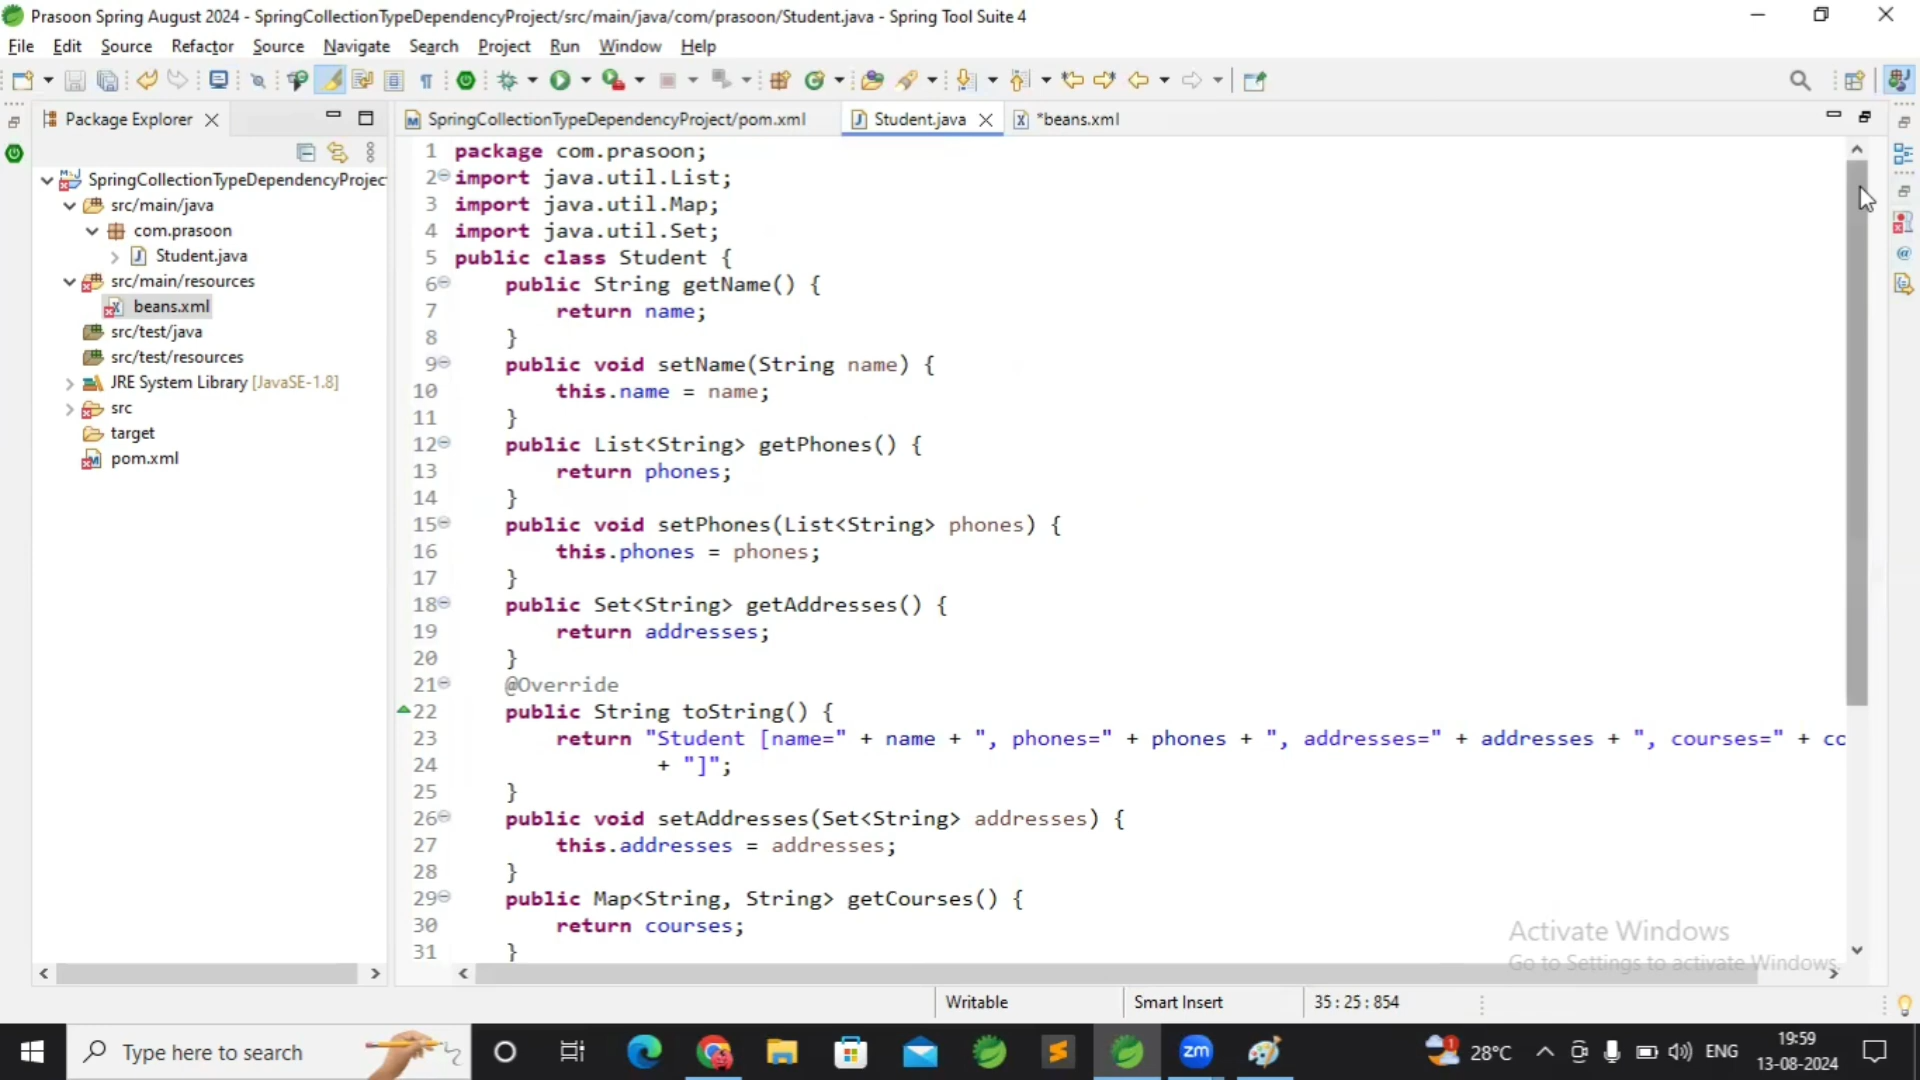 Prasoon Spring August 2024 - SpringCollectionTypeDependencyProject/src/main/java/com/prasoon/Student.java - Spring Tool Suite 4
File Edit Source Refactor Source Navigate Search Project Run Window Help
Package Explorer
SpringCollectionTypeDependencyProject/pom.xml
Student.java
*beans.xml
SpringCollectionTypeDependencyProjec
src/main/java
com.prasoon
Student.java
src/main/resources
beans.xml
src/test/java
src/test/resources
JRE System Library [JavaSE-1.8]
src
target
pom.xml
1 package com.prasoon;
2 import java.util.List;
3 import java.util.Map;
4 import java.util.Set;
5 public class Student {
6 public String getName() {
7 return name;
8 }
9 public void setName(String name) {
10 this.name = name;
11 }
12 public List<String> getPhones() {
13 return phones;
14 }
15 public void setPhones(List<String> phones) {
16 this.phones = phones;
17 }
18 public Set<String> getAddresses() {
19 return addresses;
20 }
21 @Override
22 public String toString() {
23 return "Student [name=" + name + ", phones=" + phones + ", addresses=" + addresses + ", courses=" + co
24 + "]";
25 }
26 public void setAddresses(Set<String> addresses) {
27 this.addresses = addresses;
28 }
29 public Map<String, String> getCourses() {
30 return courses;
31 }
Activate Windows
Go to Settings to activate Windows.
Writable Smart Insert 35 : 25 : 854
Type here to search
zm
1
28°C
ENG
19:59
13-08-2024